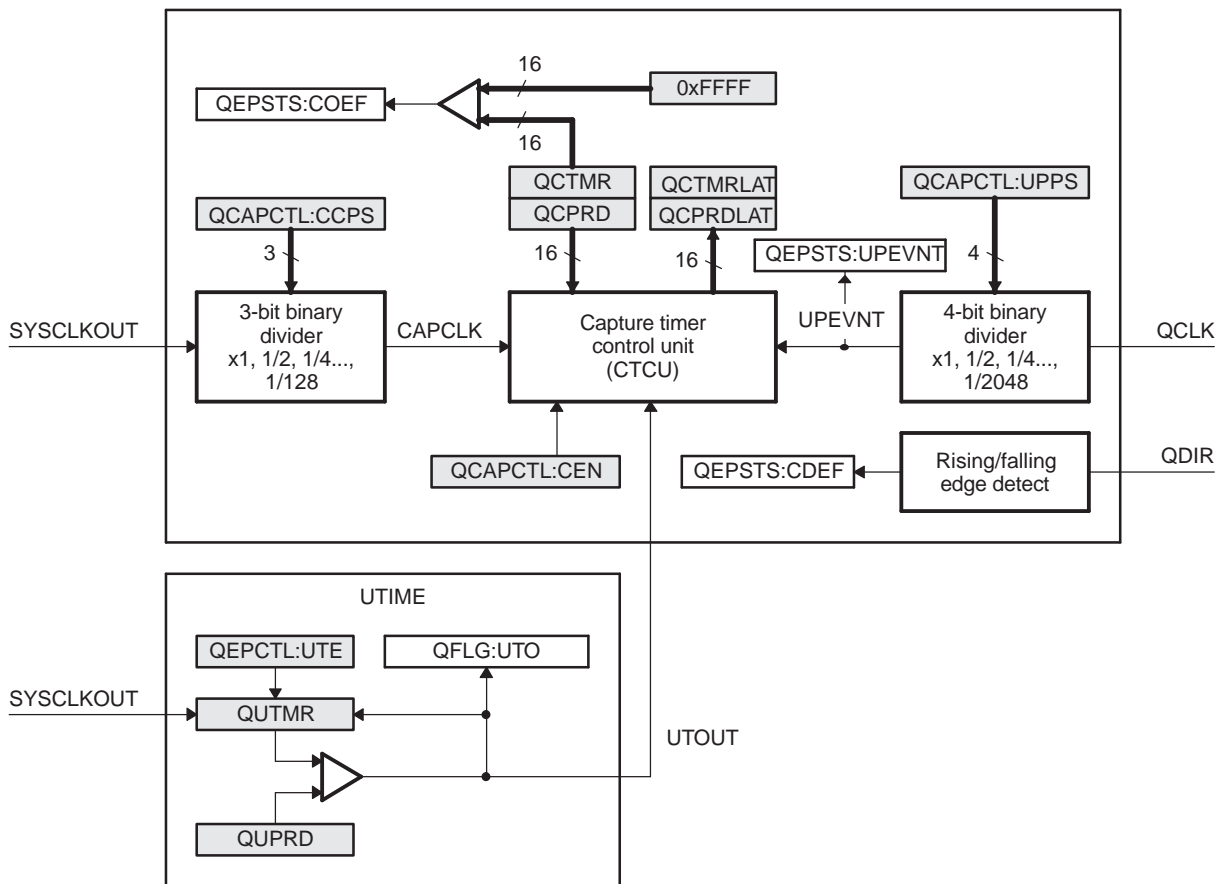 16
0xFFFF
QEPSTS:COEF
16
QCTMR
QCTMRLAT
QCAPCTL:UPPS
QCAPCTL:CCPS
QCPRD
QCPRDLAT
3
16
16
QEPSTS:UPEVNT
4
SYSCLKOUT
3-bit binary
divider
x1, 1/2, 1/4...,
1/128
CAPCLK
Capture timer
control unit
(CTCU)
UPEVNT
4-bit binary
divider
x1, 1/2, 1/4...,
1/2048
QCLK
QCAPCTL:CEN
QEPSTS:CDEF
Rising/falling
edge detect
QDIR
UTIME
QEPCTL:UTE
QFLG:UTO
SYSCLKOUT
QUTMR
UTOUT
QUPRD